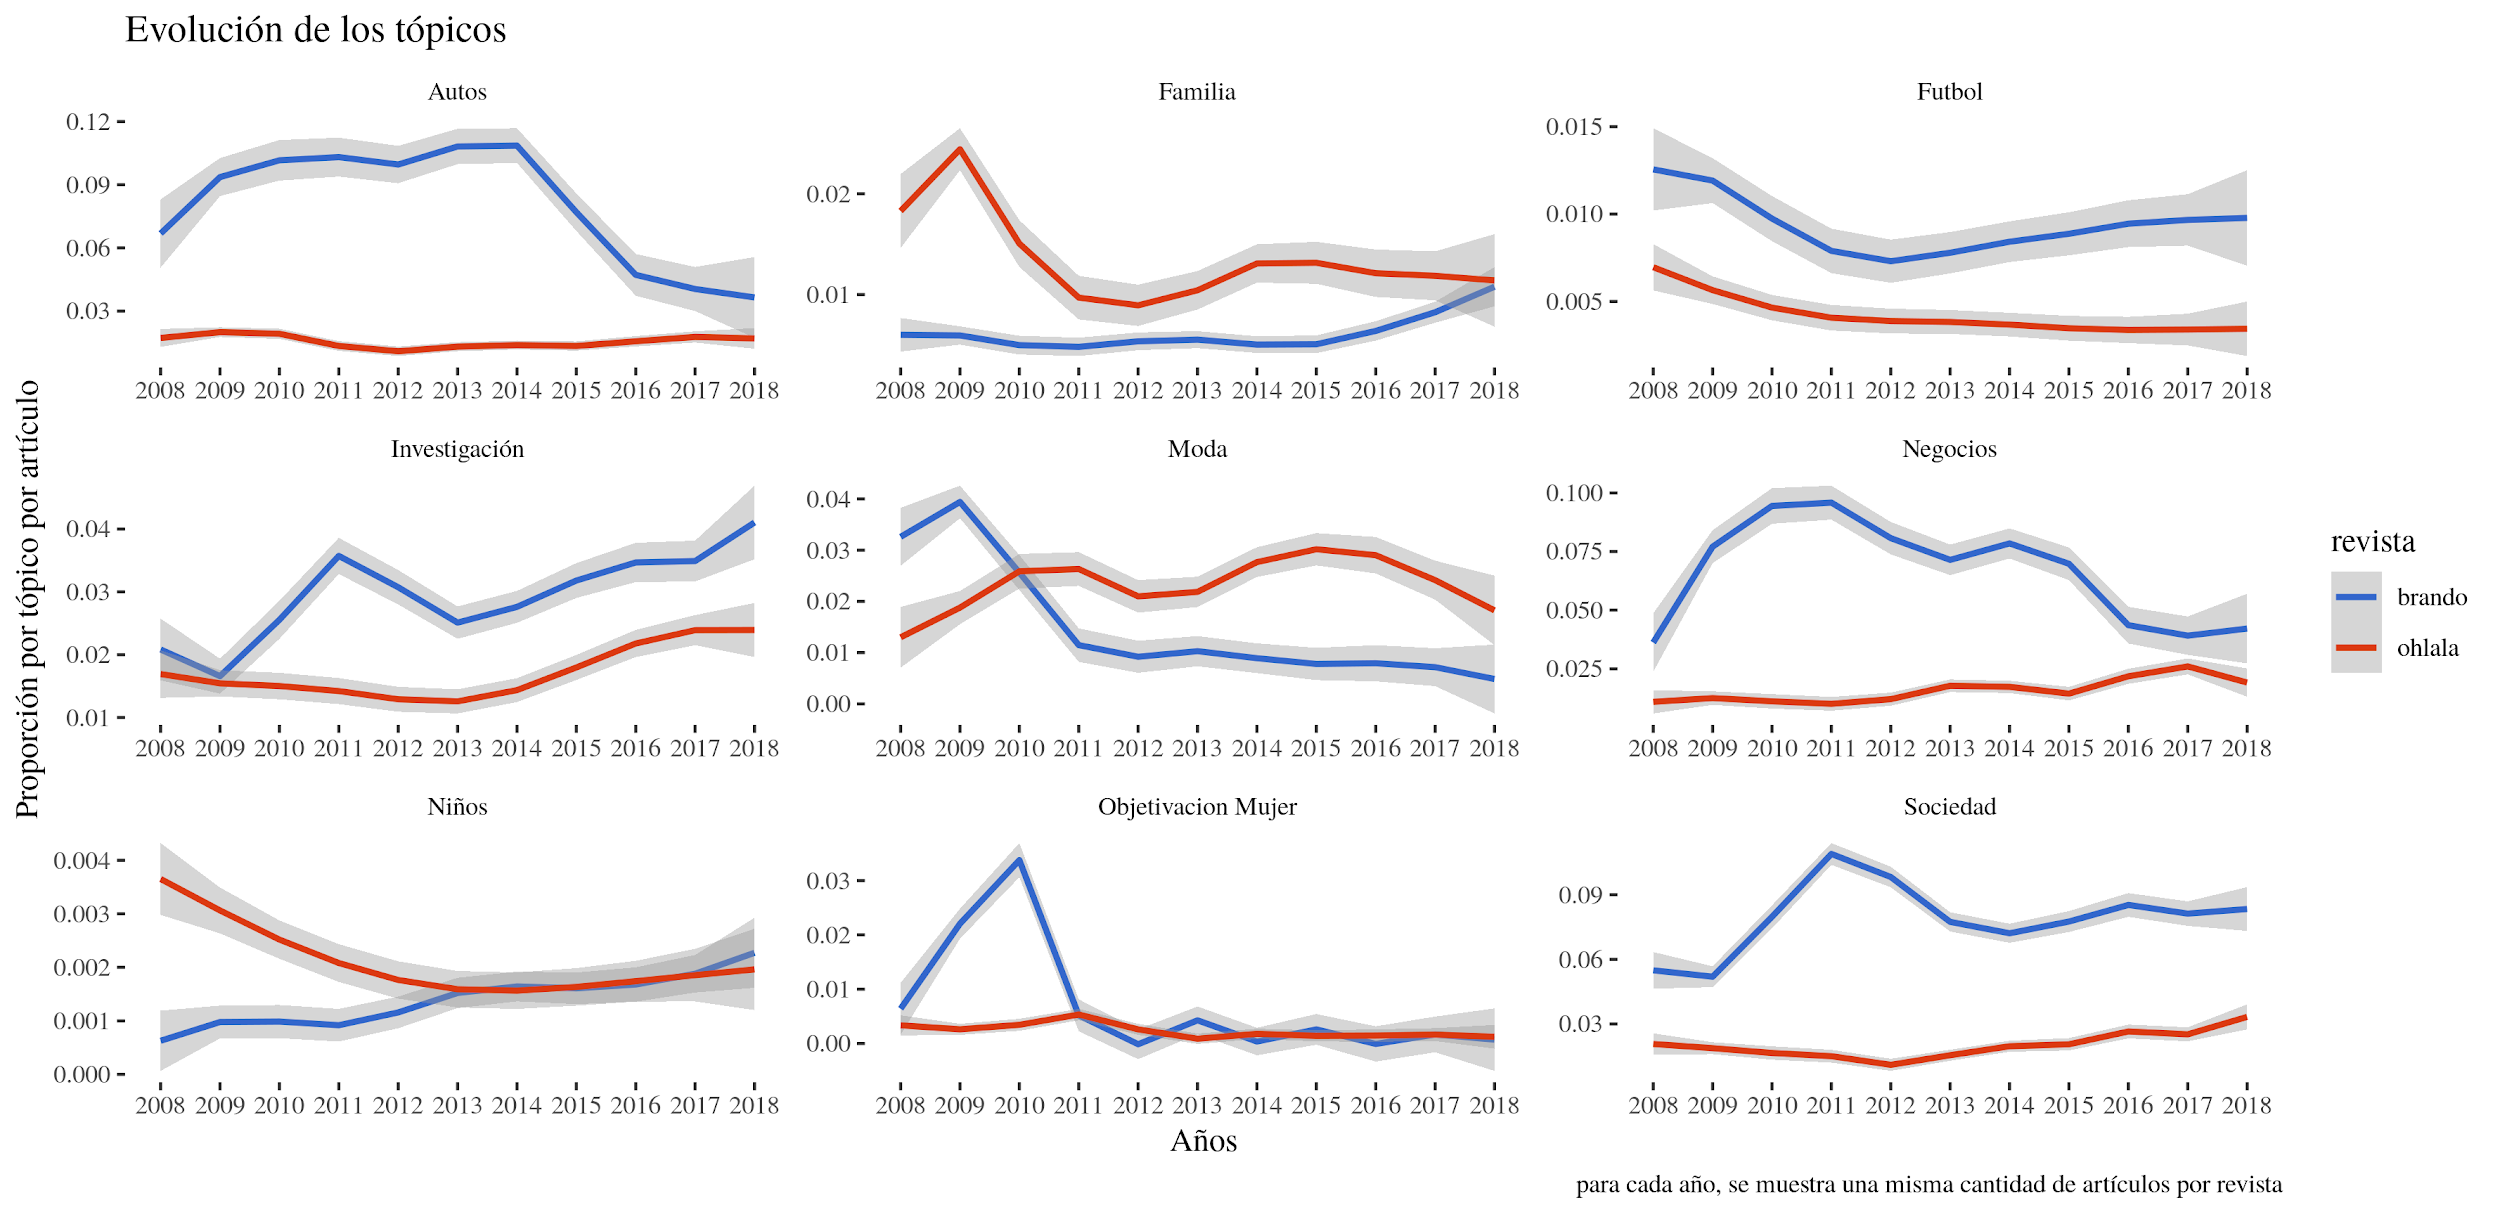 Evolución de los tópicos
Autos
Familia
Futbol
0.12
0.09
0.06
0.03
0.02
0.01
0.015
0.010
0.005
2008 2009 2010 2011 2012 2013 2014 2015 2016 2017 2018
2008 2009 2010 2011 2012 2013 2014 2015 2016 2017 2018
2008 2009 2010 2011 2012 2013 2014 2015 2016 2017 2018
Proporción por tópico por artículo
Investigación
Moda
Negocios
0.04
0.03
0.02
0.01
0.04
0.03
0.02
0.01
0.00
0.100
0.075
0.050
0.025
2008 2009 2010 2011 2012 2013 2014 2015 2016 2017 2018
2008 2009 2010 2011 2012 2013 2014 2015 2016 2017 2018
2008 2009 2010 2011 2012 2013 2014 2015 2016 2017 2018
revista
brando
ohlala
Niños
Objetivacion Mujer
Sociedad
0.004
0.003
0.002
0.001
0.000
0.03
0.02
0.01
0.00
0.09
0.06
0.03
2008 2009 2010 2011 2012 2013 2014 2015 2016 2017 2018
2008 2009 2010 2011 2012 2013 2014 2015 2016 2017 2018
2008 2009 2010 2011 2012 2013 2014 2015 2016 2017 2018
Años
para cada año, se muestra una misma cantidad de artículos por revista